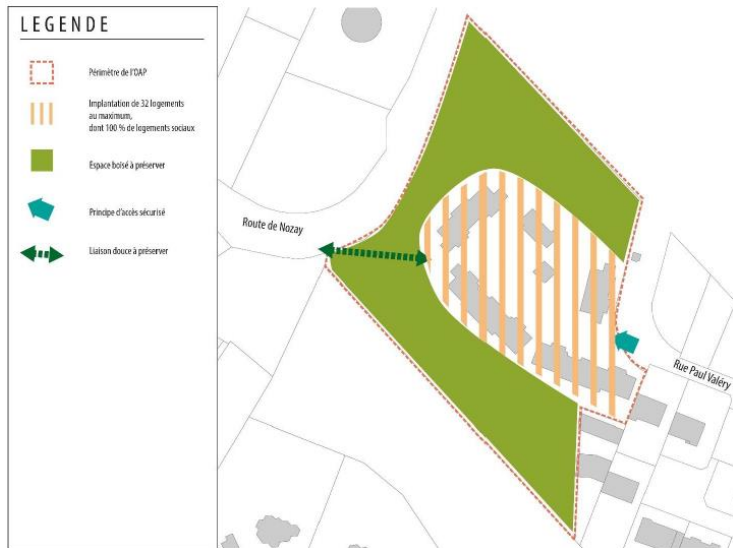 LEGENDE
Périmètre de l'OAP
Implantation de 32 logements
au maximum,
dont 100 % de logements sociaux
Espace boisé à préserver
Principe d'accès sécurisé
Liaison douce à préserver
Route de Nozay
Rue Paul Valéry